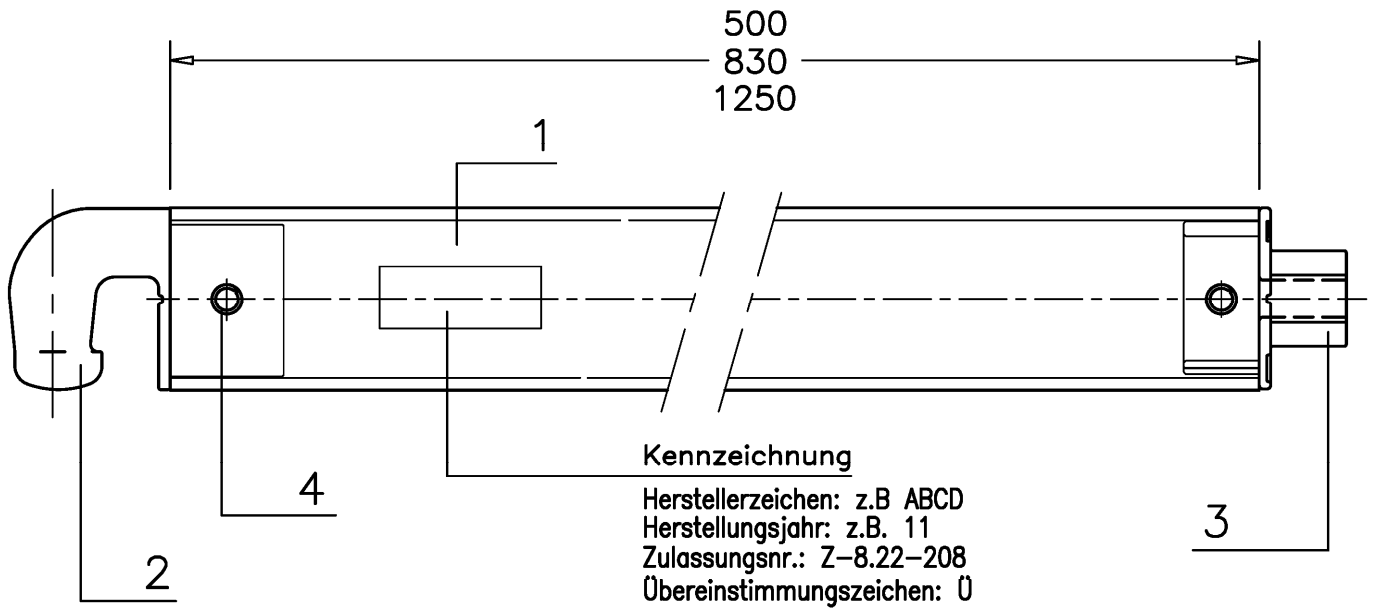 500
830
1250
1
Kennzeichnung
Herstellerzeichen: z.B ABCD
Herstellungsjahr: z.B. 11
Zulassungsnr.: Z-8.22-208
Übereinstimmungszeichen: Ü
4
3
2